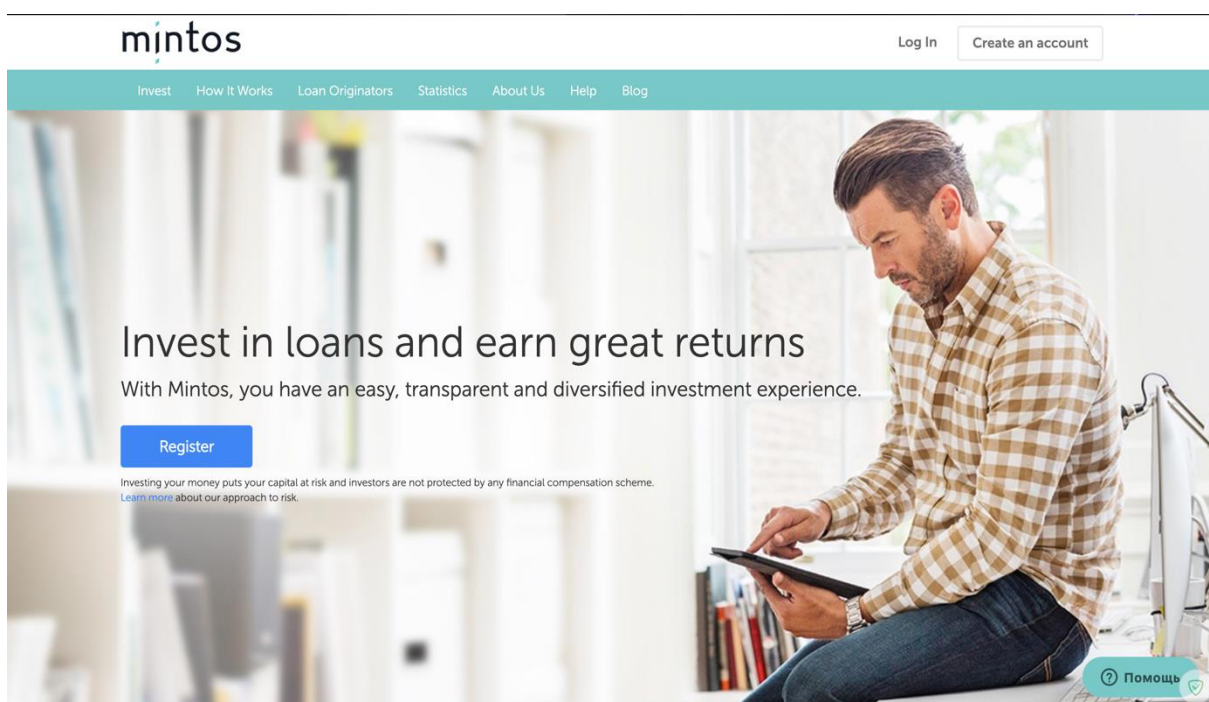 mintos
Log In
Create an account
Invest
How It Works
Loan Originators
Statistics
About Us
Help
Blog
Invest in loans and earn great returns
With Mintos, you have an easy, transparent and diversified investment experience.
Register
Investing your money puts your capital at risk and investors are not protected by any financial compensation scheme.
Learn more about our approach to risk.
Помощь